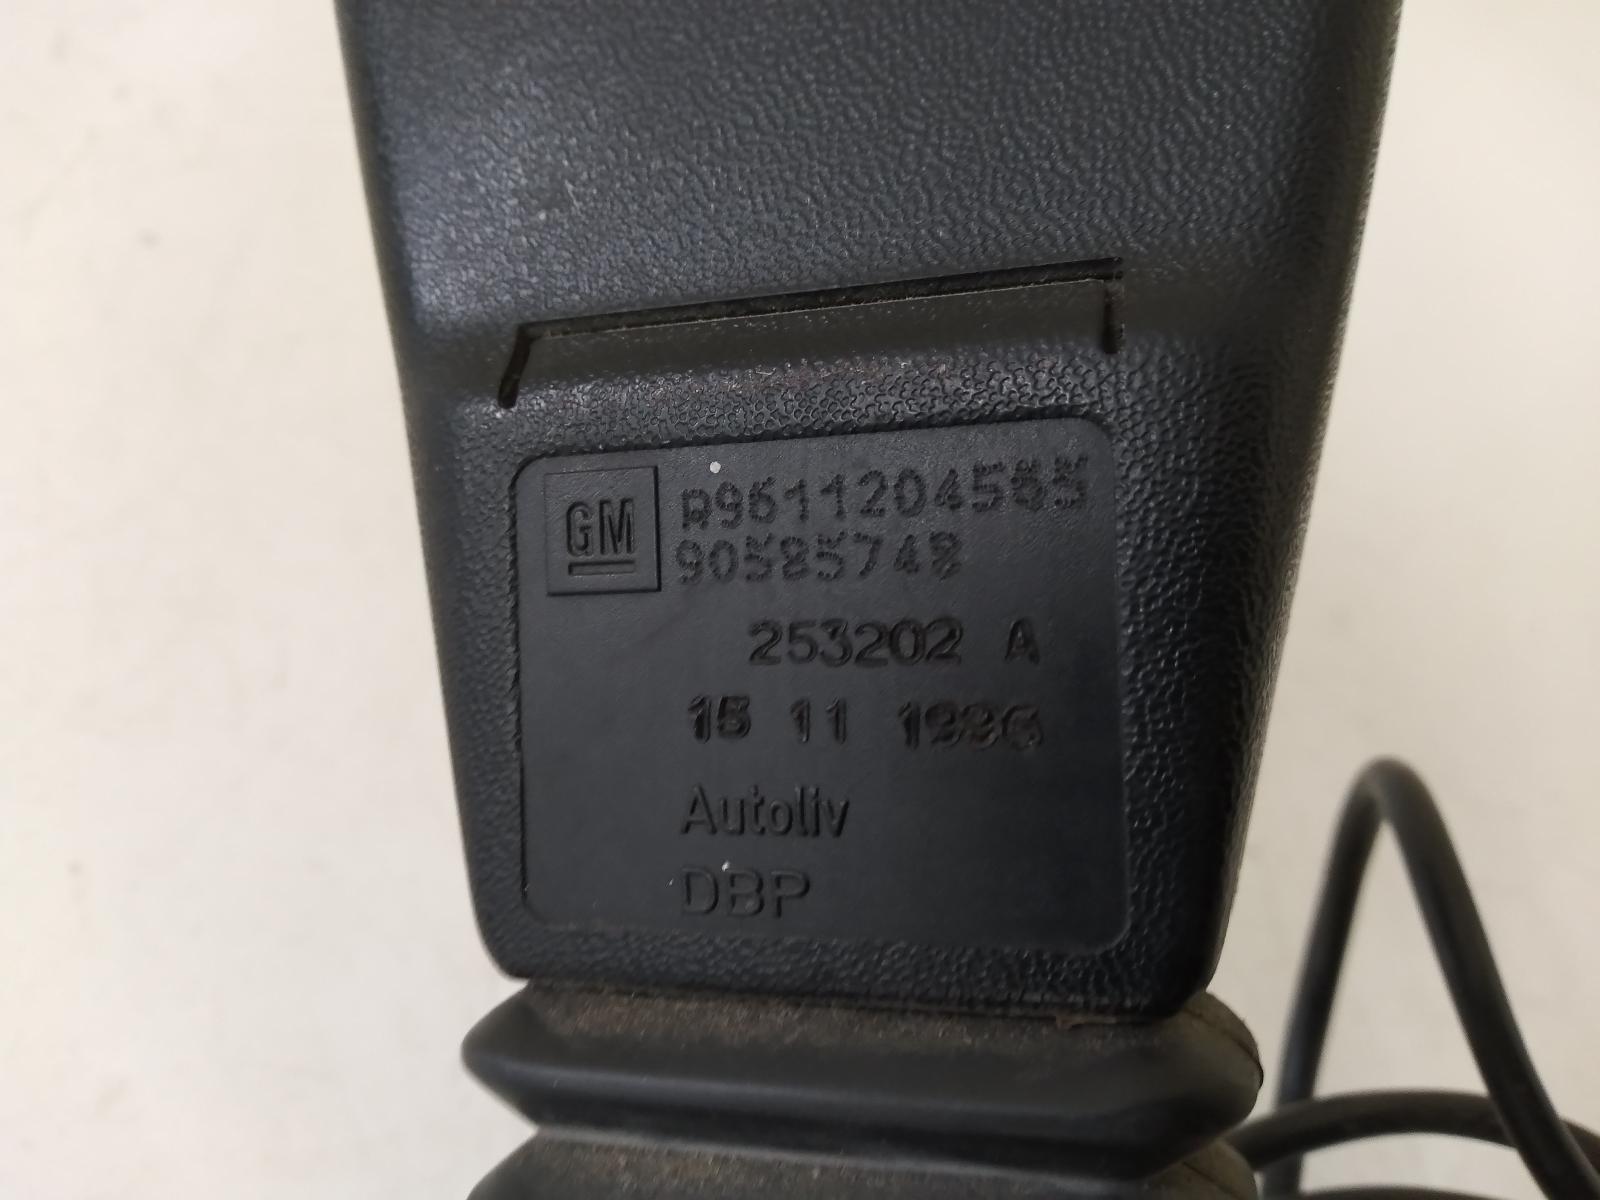 GM
R9611204585
90585748
253202 A
15 11 1996
Autoliv
DBP